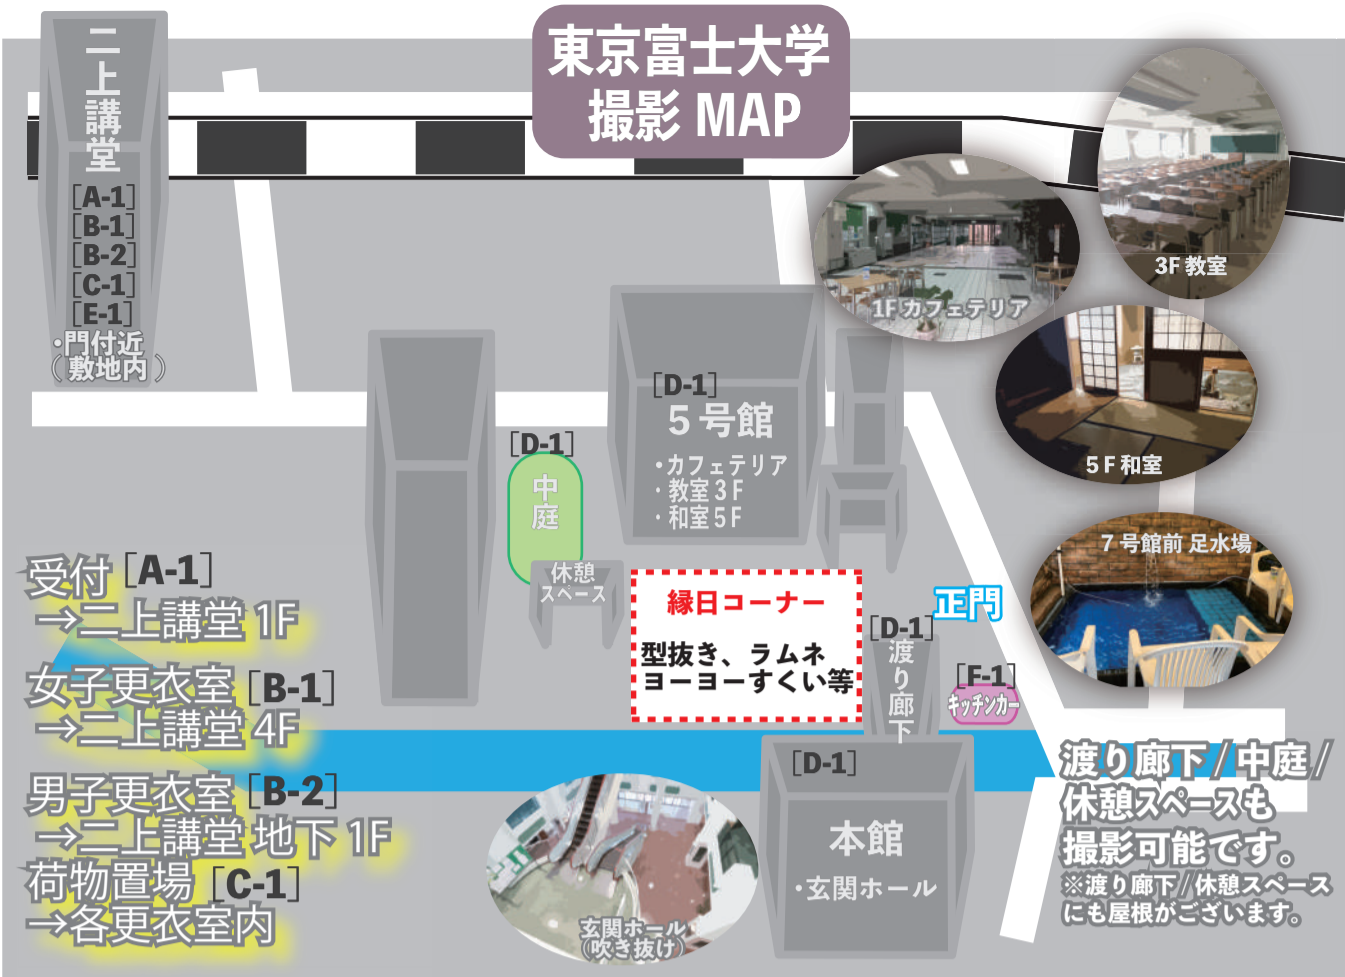 東京富士大学
撮影 MAP
二上講堂
[A-1]
[B-1]
[B-2]
[C-1]
[E-1]
・門付近
(敷地内)
1F カフェテリア
3F 教室
5F 和室
7号館前 足水場
[D-1]
5号館
・カフェテリア
・教室3F
・和室5F
[D-1]
中庭
休憩
スペース
縁日コーナー
型抜き、ラムネ
ヨーヨーすくい等
正門
[D-1]
渡り廊下
[F-1]
キッチンカー
[D-1]
本館
・玄関ホール
玄関ホール
(吹き抜け)
受付 [A-1]
→二上講堂 1F
女子更衣室 [B-1]
→二上講堂 4F
男子更衣室 [B-2]
→二上講堂 地下 1F
荷物置場 [C-1]
→各更衣室内
渡り廊下/中庭/
休憩スペースも
撮影可能です。
※渡り廊下/休憩スペース
にも屋根がございます。